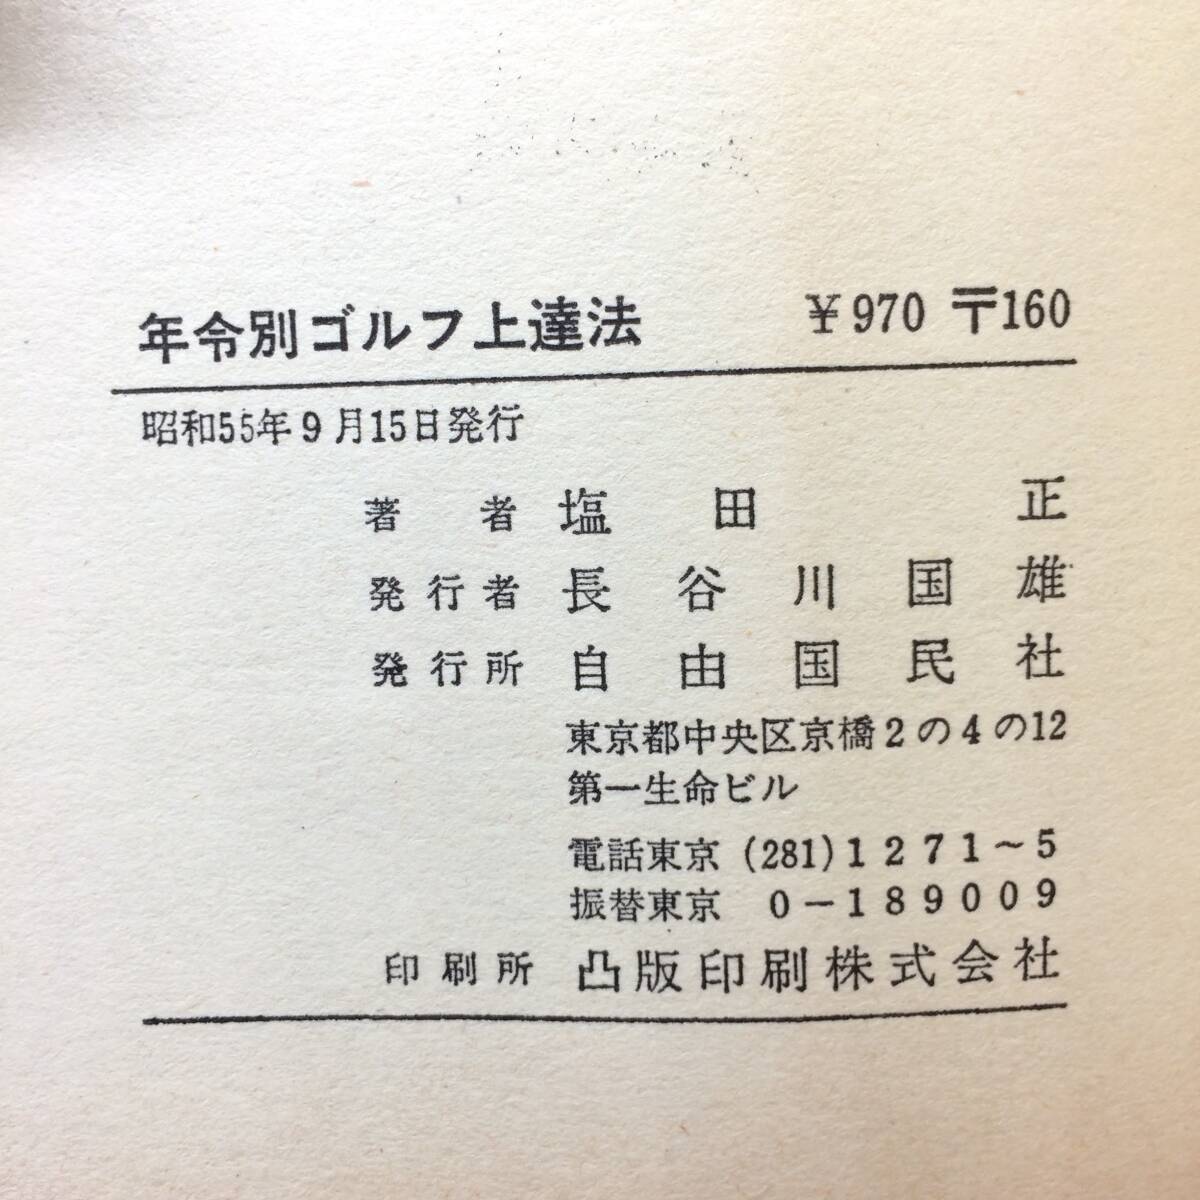 年令別ゴルフ上達法 ￥970 〒160
昭和55年9月15日発行
著者 塩田正
発行者 長谷川国雄
発行所 自由国民社
東京都中央区京橋2の4の12
第一生命ビル
電話東京 (281)1271～5
振替東京 0－189009
印刷所 凸版印刷株式会社